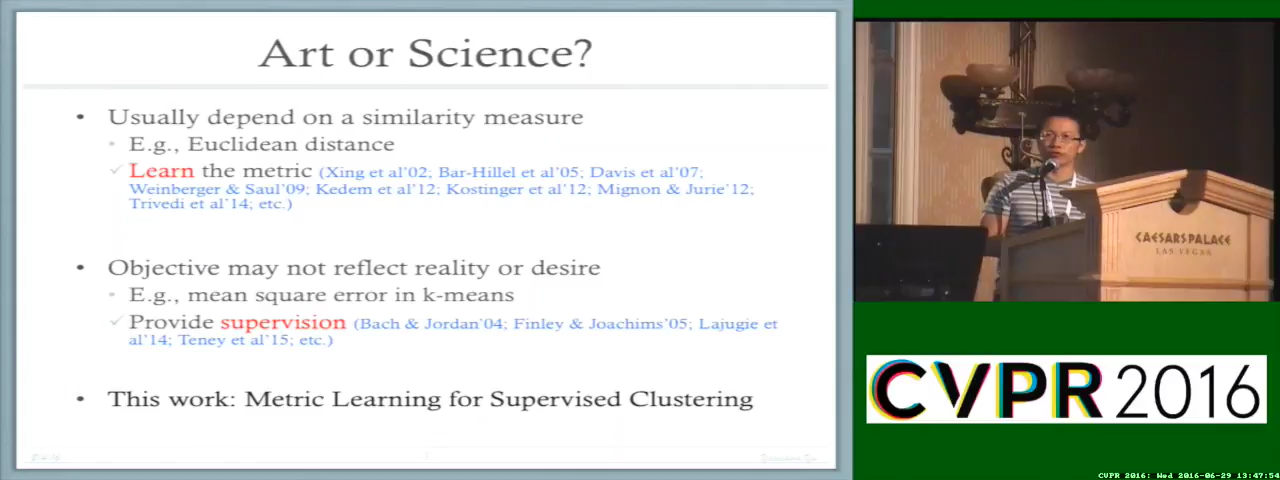 Art or Science?
• Usually depend on a similarity measure
• E.g., Euclidean distance
✓ Learn the metric (Xing et al'02; Bar-Hillel et al'05; Davis et al'07;
Weinberger & Saul'09; Kedem et al'12; Kostinger et al'12; Mignon & Jurie'12;
Trivedi et al'14; etc.)
• Objective may not reflect reality or desire
• E.g., mean square error in k-means
✓ Provide supervision (Bach & Jordan'04; Finley & Joachims'05; Lajugie et
al'14; Teney et al'15; etc.)
• This work: Metric Learning for Supervised Clustering
CAESARS PALACE
LAS VEGAS
CVPR 2016
CVPR 2016: Wed 2016-06-29 13:47:54